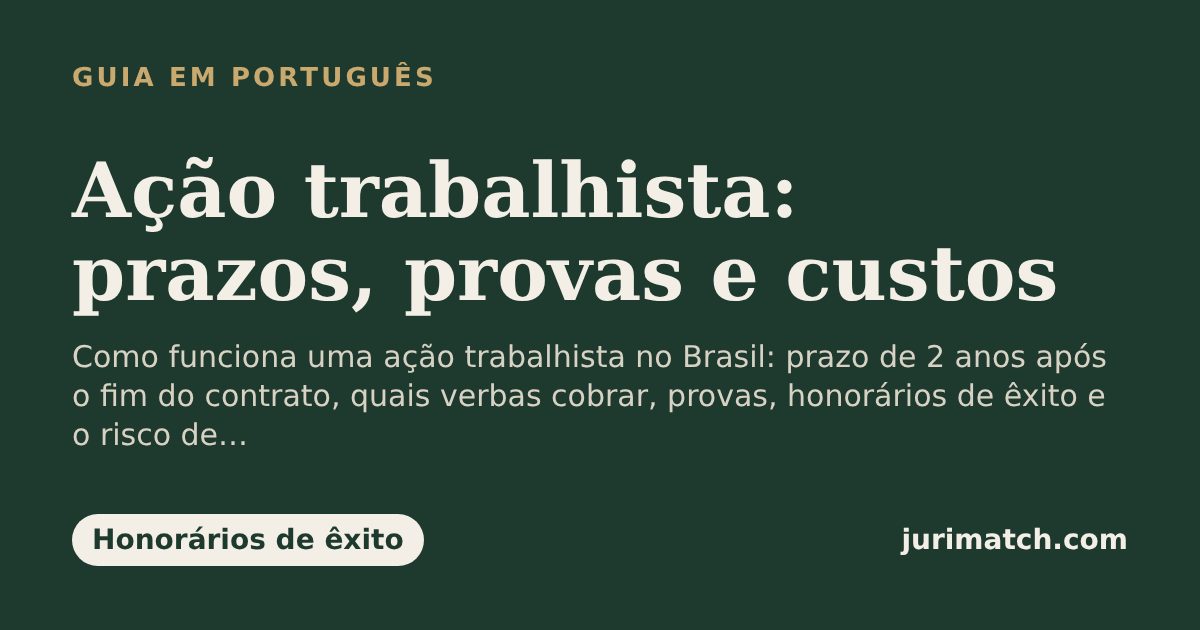 GUIA EM PORTUGUÊS
Ação trabalhista:
prazos, provas e custos
Como funciona uma ação trabalhista no Brasil: prazo de 2 anos após
o fim do contrato, quais verbas cobrar, provas, honorários de êxito e
o risco de…
Honorários de êxito
jurimatch.com